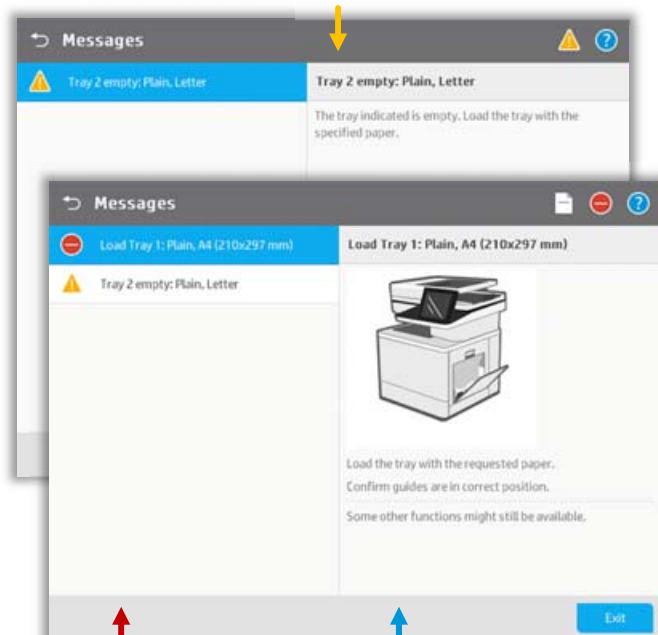 Messages
Tray 2 empty: Plain, Letter
Tray 2 empty: Plain, Letter
The tray indicated is empty. Load the tray with the
specified paper.
Messages
Load Tray 1: Plain, A4 (210x297 mm)
Tray 2 empty: Plain, Letter
Load Tray 1: Plain, A4 (210x297 mm)
Load the tray with the requested paper.
Confirm guides are in correct position.
Some other functions might still be available.
Exit